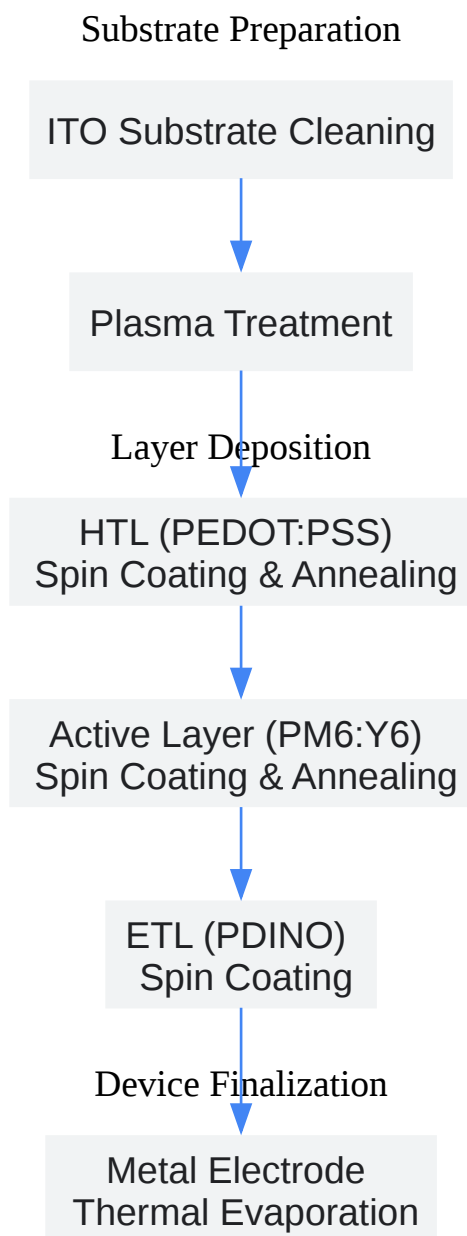 Substrate Preparation
ITO Substrate Cleaning
Plasma Treatment
Layer Deposition
HTL (PEDOT:PSS)
Spin Coating & Annealing
Active Layer (PM6:Y6)
Spin Coating & Annealing
ETL (PDINO)
Spin Coating
Device Finalization
Metal Electrode
Thermal Evaporation